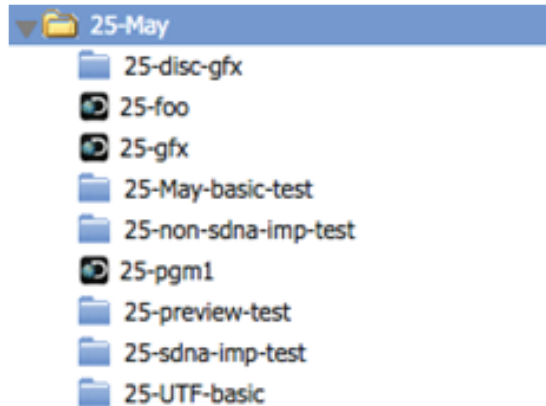 25-May
25-disc-gfx
25-foo
25-gfx
25-May-basic-test
25-non-sdna-imp-test
25-pgm1
25-preview-test
25-sdna-imp-test
25-UTF-basic